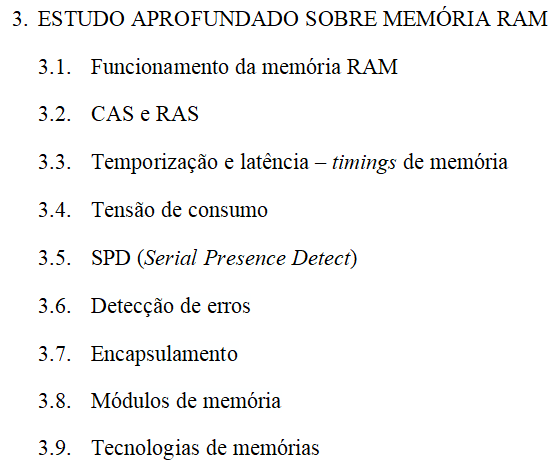 3. ESTUDO APROFUNDADO SOBRE MEMÓRIA RAM
3.1. Funcionamento da memória RAM
3.2. CAS e RAS
3.3. Temporização e latência – timings de memória
3.4. Tensão de consumo
3.5. SPD (Serial Presence Detect)
3.6. Detecção de erros
3.7. Encapsulamento
3.8. Módulos de memória
3.9. Tecnologias de memórias